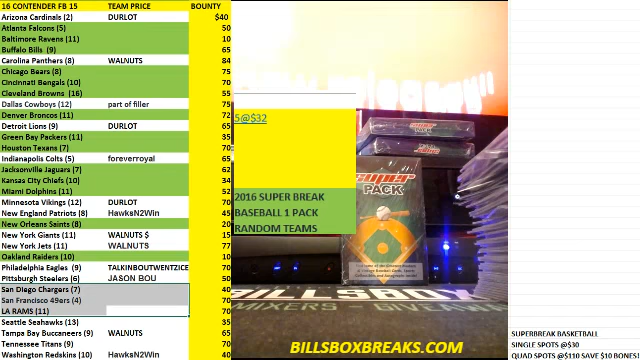 16 CONTENDER FB 15 TEAM PRICE BOUNTY
Arizona Cardinals (2) DURLOT $40
Atlanta Falcons (5) 50
Baltimore Ravens (11) 10
Buffalo Bills (9) 65
Carolina Panthers (8) WALNUTS 84
Chicago Bears (8) 75
Cincinnati Bengals (10) 70
Cleveland Browns (16) 55
Dallas Cowboys (12) part of filler 75
Denver Broncos (11) 72
Detroit Lions (9) DURLOT 65
Green Bay Packers (11) 35
Houston Texans (7) 70
Indianapolis Colts (5) foreverroyal 65
Jacksonville Jaguars (7) 62
Kansas City Chiefs (10) 34
Miami Dolphins (11) 52
Minnesota Vikings (12) DURLOT 70
New England Patriots (8) HawksN2Win 45
New Orleans Saints (8) 20
New York Giants (11) WALNUTS $ 15
New York Jets (11) WALNUTS 77
Oakland Raiders (10) 10
Philadelphia Eagles (9) TALKINBOUTWENTZICE 70
Pittsburgh Steelers (6) JASON BOU 50
San Diego Chargers (7) 40
San Francisco 49ers (4) 70
LA RAMS (11) 70
Seattle Seahawks (13) 35
Tampa Bay Buccaneers (9) WALNUTS 65
Tennessee Titans (9) 70
Washington Redskins (10) HawksN2Win 40
5@$32
2016 SUPER BREAK
BASEBALL 1 PACK
RANDOM TEAMS
super
PACK
BILLSBO
MIXERS GIV
BILLSBOXBREAKS.COM
SUPERBREAK BASKETBALL
SINGLE SPOTS @$30
QUAD SPOTS @$110 SAVE $10 BONES!